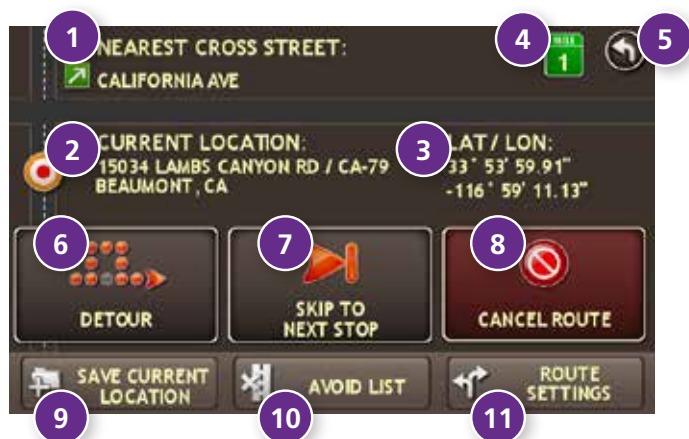 1
NEAREST CROSS STREET:
CALIFORNIA AVE
4
MILE
1
5
2
CURRENT LOCATION:
15034 LAMBS CANYON RD / CA-79
BEAUMONT, CA
3
LAT / LON:
33° 53' 59.91"
-116° 59' 11.13"
6
DETOUR
7
SKIP TO
NEXT STOP
8
CANCEL ROUTE
9
SAVE CURRENT
LOCATION
10
AVOID LIST
11
ROUTE
SETTINGS